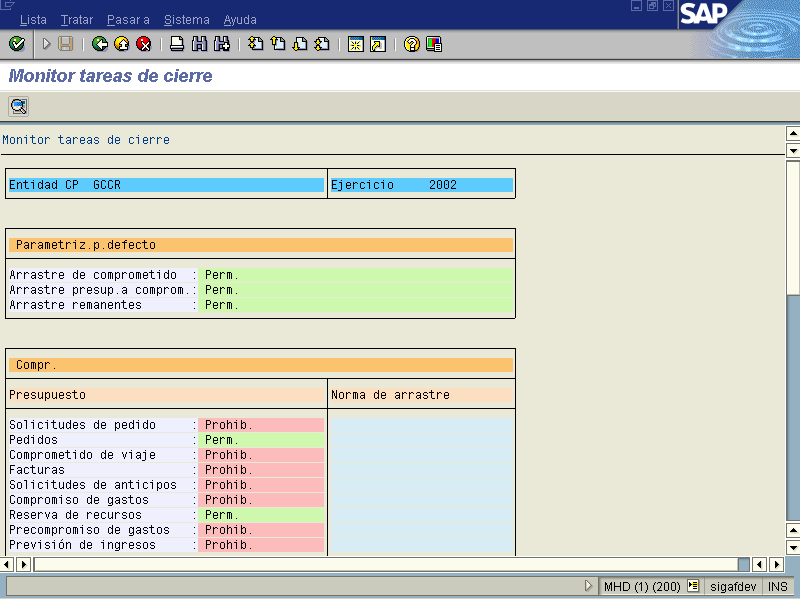 Lista Tratar Pasar a Sistema Ayuda
SAP
Monitor tareas de cierre
Monitor tareas de cierre
Entidad CP GCCR Ejercicio 2002
Parametriz.p.defecto
Arrastre de comprometido : Perm.
Arrastre presup.a comprom.: Perm.
Arrastre remanentes : Perm.
Compr.
Presupuesto Norma de arrastre
Solicitudes de pedido : Prohib.
Pedidos : Perm.
Comprometido de viaje : Prohib.
Facturas : Prohib.
Solicitudes de anticipos : Prohib.
Compromiso de gastos : Prohib.
Reserva de recursos : Perm.
Precompromiso de gastos : Prohib.
Previsión de ingresos : Prohib.
MHD (1) (200) sigafdev INS